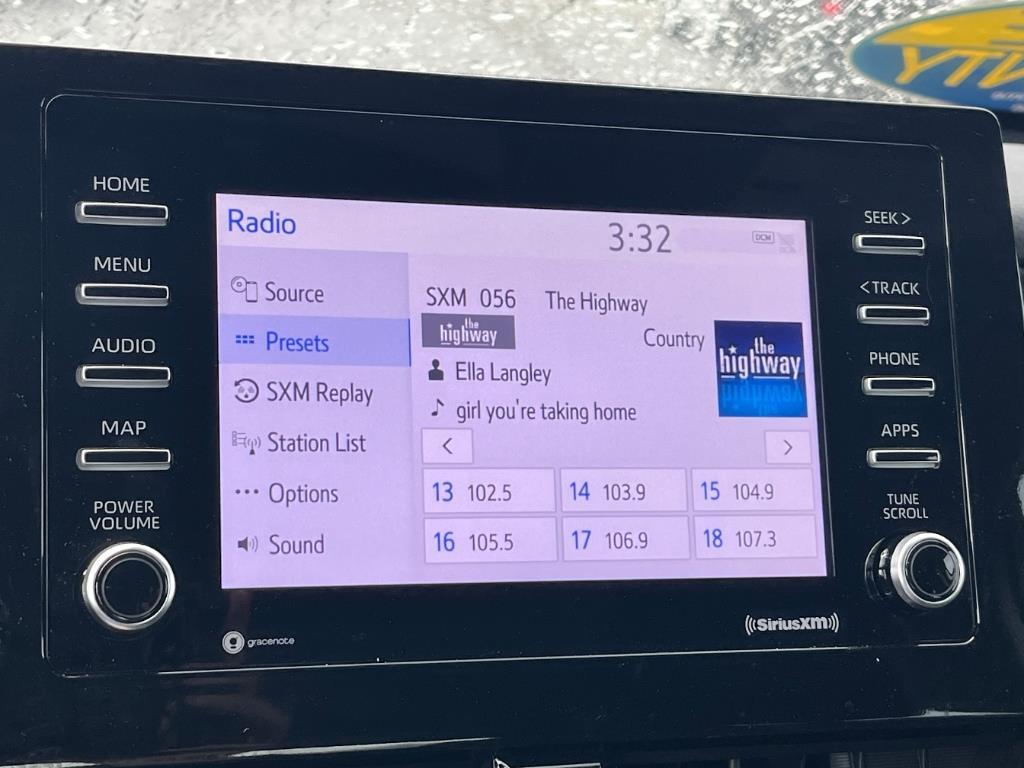 HOME
MENU
AUDIO
MAP
POWER
VOLUME
Radio
3:32
DCM
Source
Presets
SXM Replay
Station List
Options
Sound
SXM 056 The Highway
the
highway
Country
the
highway
Ella Langley
girl you're taking home
<
>
13 102.5
14 103.9
15 104.9
16 105.5
17 106.9
18 107.3
SEEK >
< TRACK
PHONE
APPS
TUNE
SCROLL
gracenote
((SiriusXM))